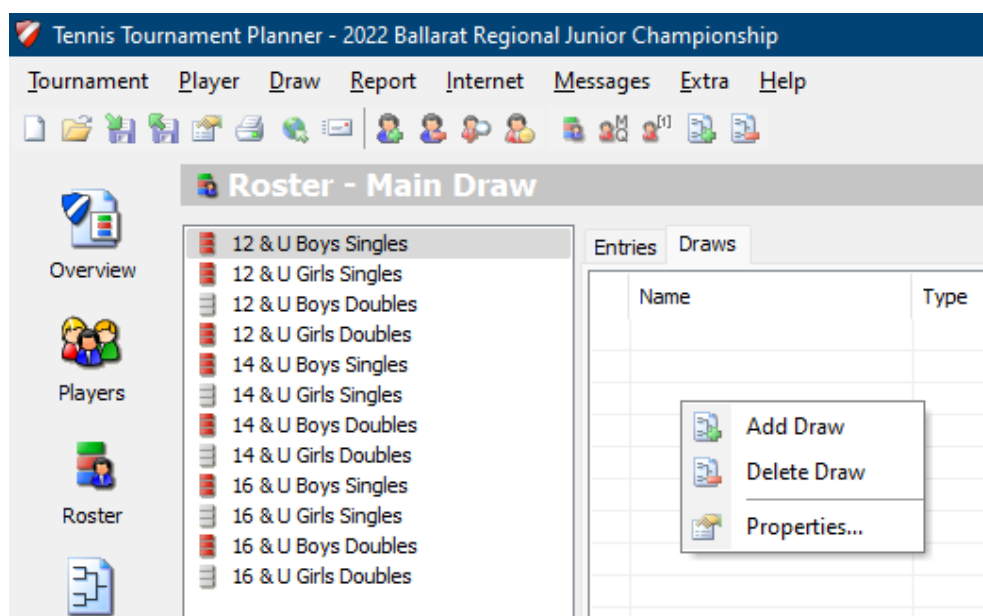 Tennis Tournament Planner - 2022 Ballarat Regional Junior Championship
Tournament Player Draw Report Internet Messages Extra Help
Roster - Main Draw
Overview
Players
Roster
12 & U Boys Singles
12 & U Girls Singles
12 & U Boys Doubles
12 & U Girls Doubles
14 & U Boys Singles
14 & U Girls Singles
14 & U Boys Doubles
14 & U Girls Doubles
16 & U Boys Singles
16 & U Girls Singles
16 & U Boys Doubles
16 & U Girls Doubles
Entries Draws
Name Type
Add Draw
Delete Draw
Properties...